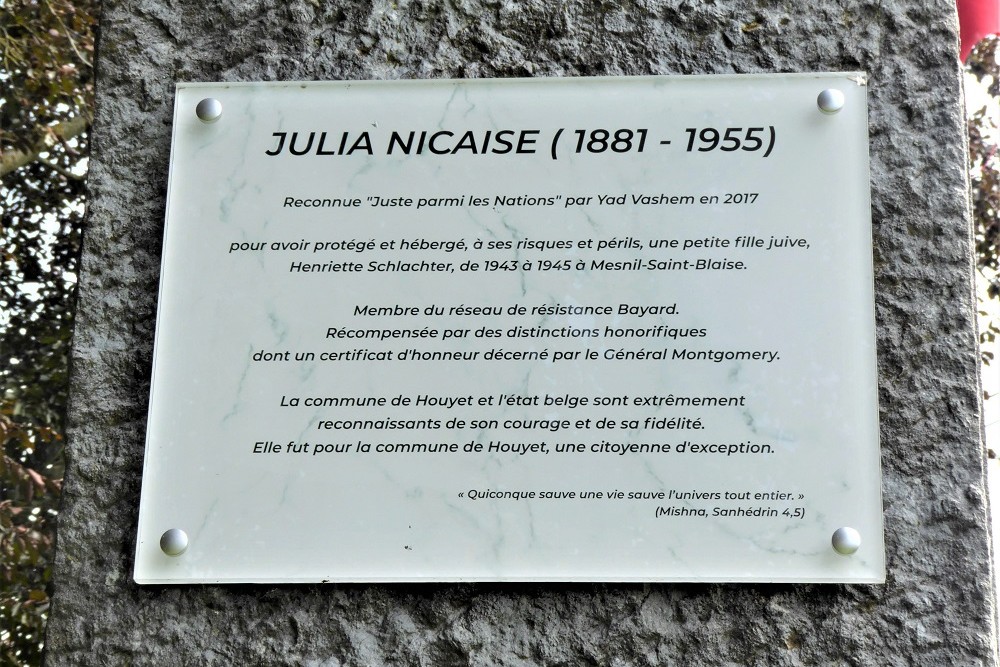 JULIA NICAISE ( 1881 - 1955)
Reconnue "Juste parmi les Nations" par Yad Vashem en 2017
pour avoir protégé et hébergé, à ses risques et périls, une petite fille juive,
Henriette Schlachter, de 1943 à 1945 à Mesnil-Saint-Blaise.
Membre du réseau de résistance Bayard.
Récompensée par des distinctions honorifiques
dont un certificat d'honneur décerné par le Général Montgomery.
La commune de Houyet et l'état belge sont extrêmement
reconnaissants de son courage et de sa fidélité.
Elle fut pour la commune de Houyet, une citoyenne d'exception.
« Quiconque sauve une vie sauve l'univers tout entier. »
(Mishna, Sanhédrin 4,5)